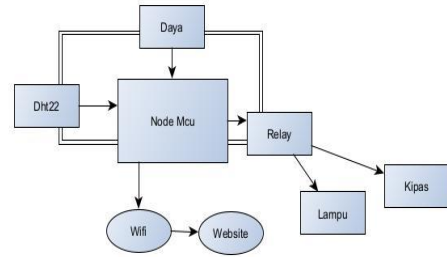 Daya
Dht22
Node Mcu
Relay
Kipas
Lampu
Wifi
Website